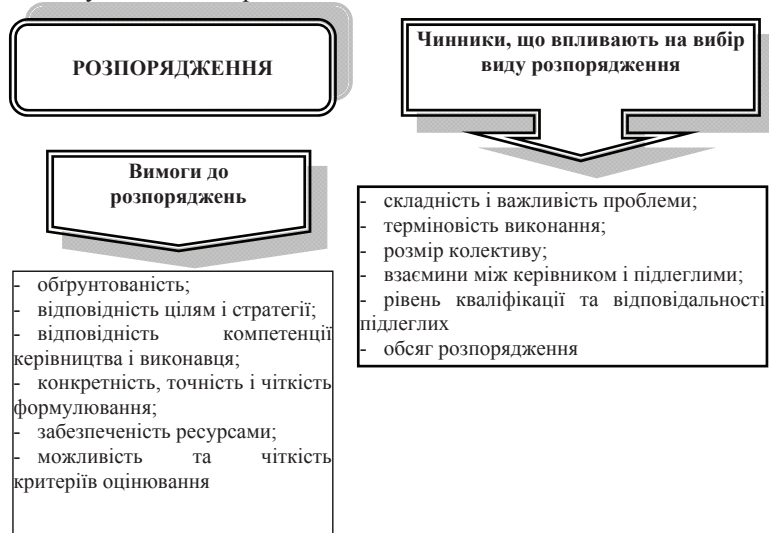 РОЗПОРЯДЖЕННЯ
Вимоги до
розпоряджень
- обґрунтованість;
- відповідність цілям і стратегії;
- відповідність компетенції
керівництва і виконавця;
- конкретність, точність і чіткість
формулювання;
- забезпеченість ресурсами;
- можливість та чіткість
критеріїв оцінювання
Чинники, що впливають на вибір
виду розпорядження
- складність і важливість проблеми;
- терміновість виконання;
- розмір колективу;
- взаємини між керівником і підлеглими;
- рівень кваліфікації та відповідальності
підлеглих
- обсяг розпорядження